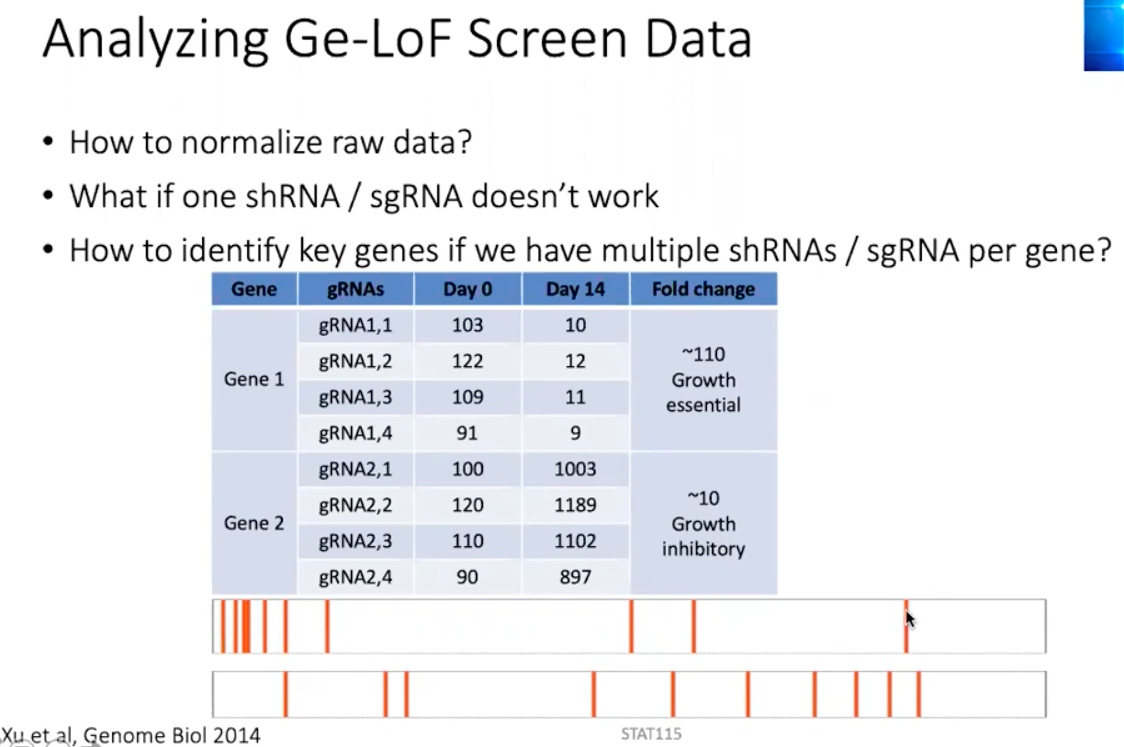 Analyzing Ge-LoF Screen Data
• How to normalize raw data?
• What if one shRNA / sgRNA doesn’t work
• How to identify key genes if we have multiple shRNAs / sgRNA per gene?
Gene gRNAs Day 0 Day 14 Fold change
Gene 1
gRNA1,1 103 10
gRNA1,2 122 12
gRNA1,3 109 11
gRNA1,4 91 9
~110
Growth
essential
Gene 2
gRNA2,1 100 1003
gRNA2,2 120 1189
gRNA2,3 110 1102
gRNA2,4 90 897
~10
Growth
inhibitory
Xu et al, Genome Biol 2014
STAT115